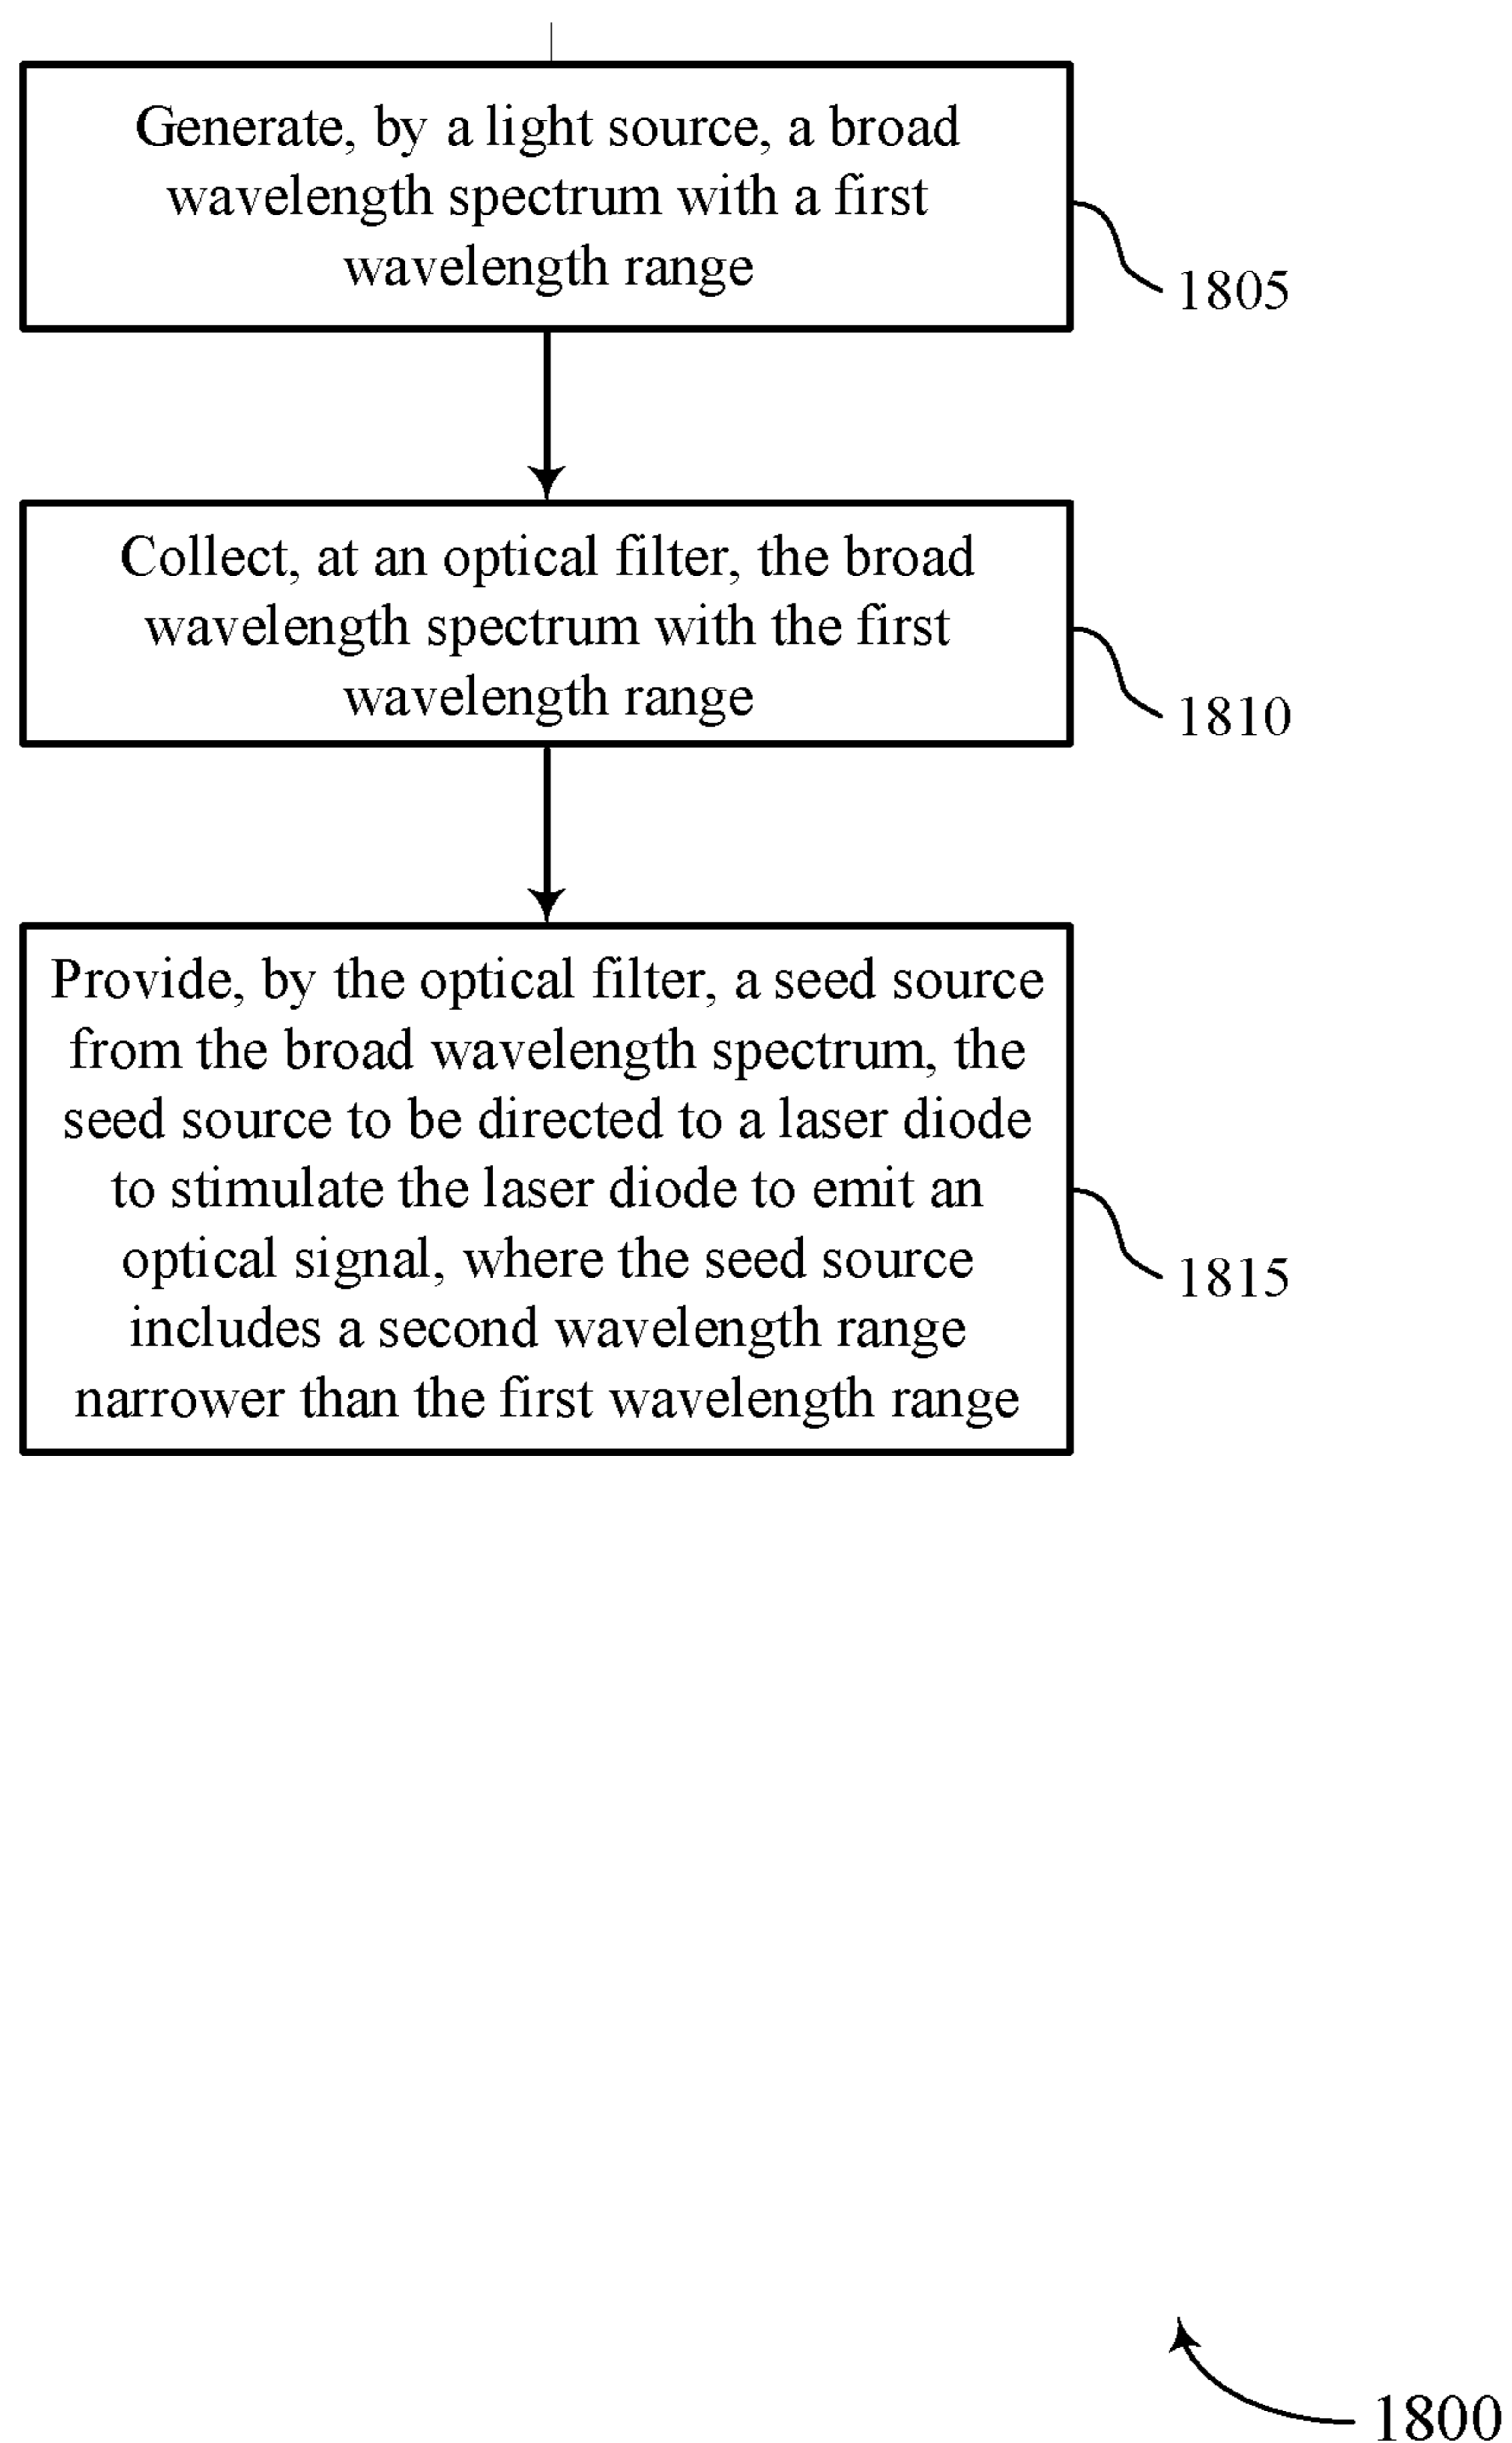 Generate, by a light source, a broad
wavelength spectrum with a first
wavelength range
1805
Collect, at an optical filter, the broad
wavelength spectrum with the first
wavelength range
1810
Provide, by the optical filter, a seed source
from the broad wavelength spectrum, the
seed source to be directed to a laser diode
to stimulate the laser diode to emit an
optical signal, where the seed source
includes a second wavelength range
narrower than the first wavelength range
1815
1800